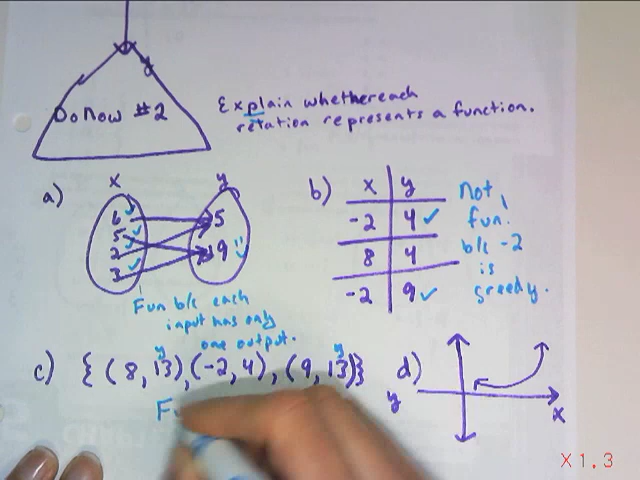 Do Now #2
Explain whether each
relation represents a function.
a)
x y
6 5
5 19
2
3
Fun b/c each
input has only
one output.
b)
x y
-2 4
8 4
-2 9
not
fun.
b/c -2
is
greedy.
c) { (8, 13), (-2, 4), (9, 13) }
y y
F
d)
y
x
X1.3